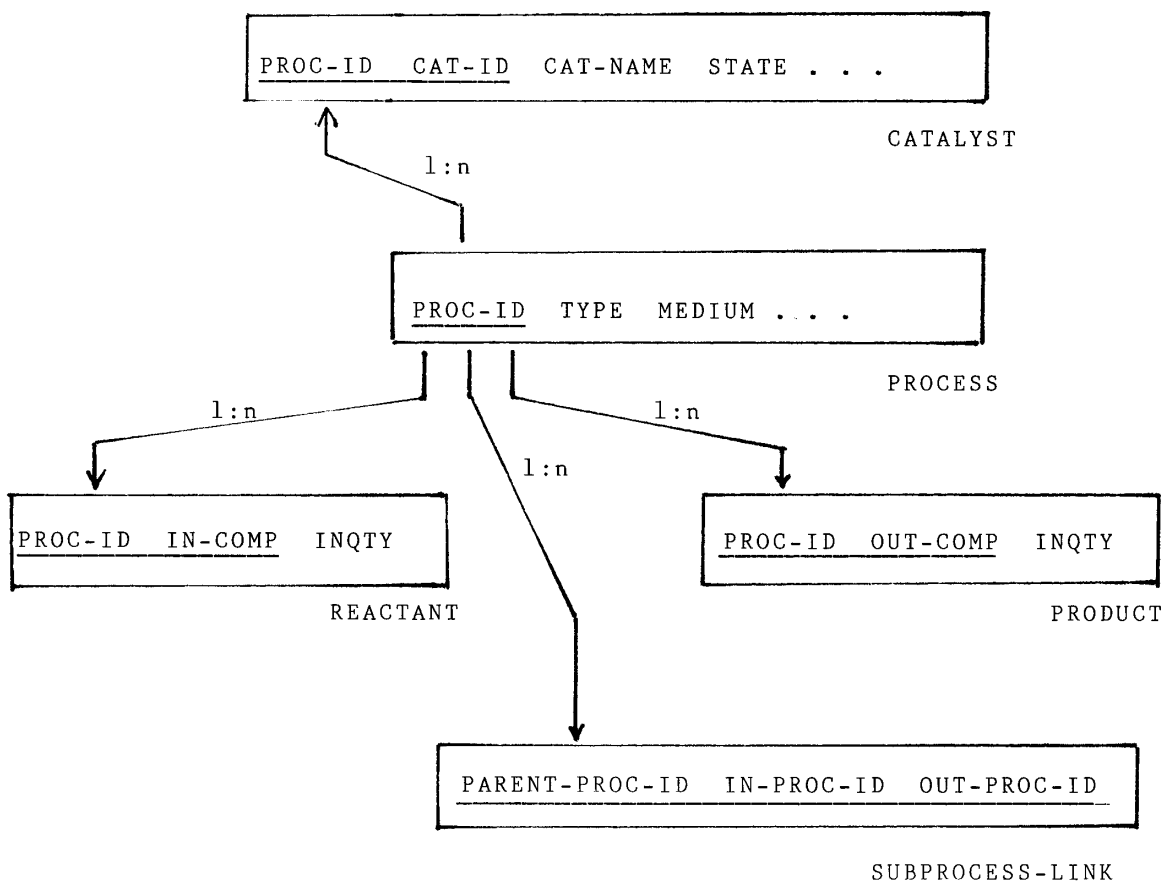 PROC-ID CAT-ID CAT-NAME STATE . . .
CATALYST
1:n
PROC-ID TYPE MEDIUM . . . .
PROCESS
1:n
1:n
1:n
PROC-ID IN-COMP INQTY
REACTANT
PROC-ID OUT-COMP INQTY
PRODUCT
PARENT-PROC-ID IN-PROC-ID OUT-PROC-ID
SUBPROCESS-LINK